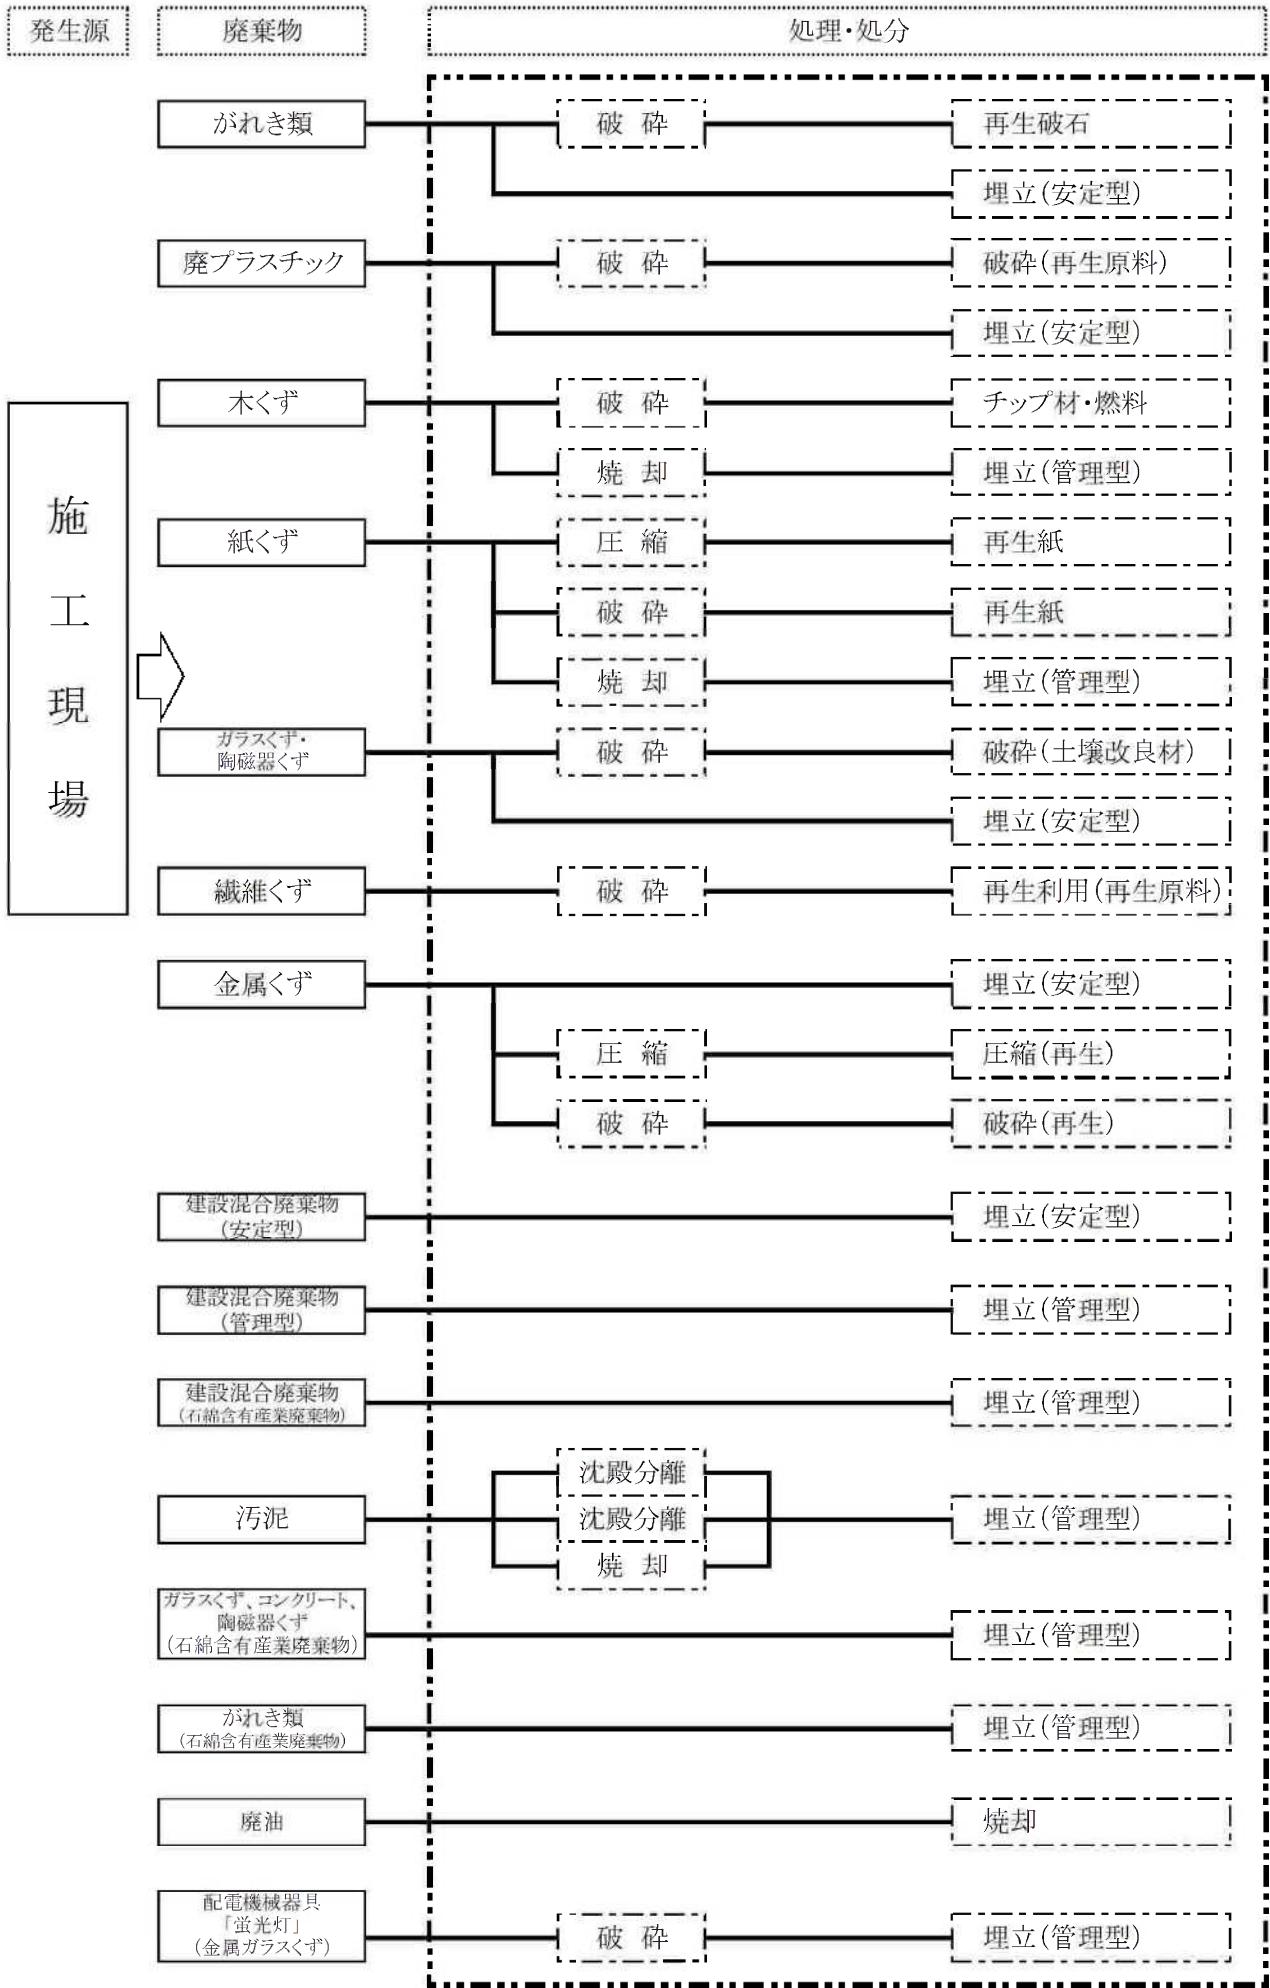 発生源
廃棄物
処理・処分
施工現場
がれき類
破 砕
再生破石
埋立(安定型)
廃プラスチック
破 砕
破砕(再生原料)
埋立(安定型)
木くず
破 砕
チップ材・燃料
焼 却
埋立(管理型)
紙くず
圧 縮
再生紙
破 砕
再生紙
焼 却
埋立(管理型)
ガラスくず・
陶磁器くず
破 砕
破砕(土壌改良材)
埋立(安定型)
繊維くず
破 砕
再生利用(再生原料)
金属くず
埋立(安定型)
圧 縮
圧縮(再生)
破 砕
破砕(再生)
建設混合廃棄物
(安定型)
埋立(安定型)
建設混合廃棄物
(管理型)
埋立(管理型)
建設混合廃棄物
(石綿含有産業廃棄物)
埋立(管理型)
汚泥
沈殿分離
沈殿分離
焼 却
埋立(管理型)
ガラスくず、コンクリート、
陶磁器くず
(石綿含有産業廃棄物)
埋立(管理型)
がれき類
(石綿含有産業廃棄物)
埋立(管理型)
廃油
焼却
配電機械器具
「蛍光灯」
(金属ガラスくず)
破 砕
埋立(管理型)